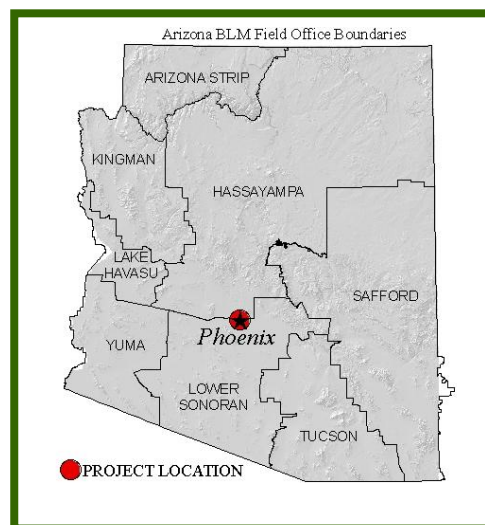 Arizona BLM Field Office Boundaries
ARIZONA STRIP
KINGMAN
HASSAYAMPA
LAKE
HAVASU
SAFFORD
Phoenix
YUMA
LOWER
SONORAN
TUCSON
PROJECT LOCATION